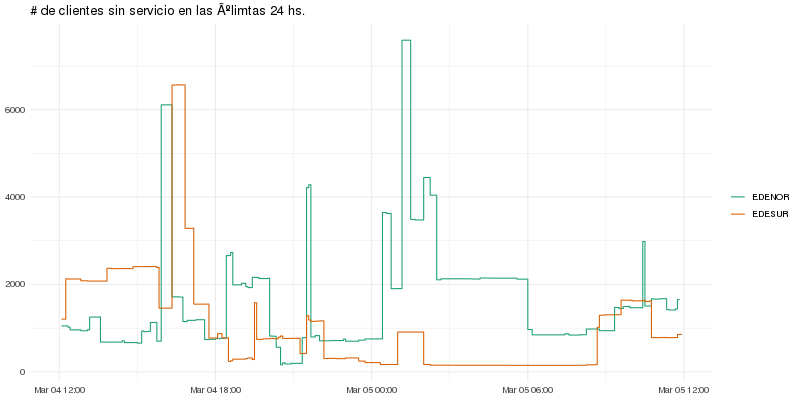 # de clientes sin servicio en las Ãºlimtas 24 hs.
6000
4000
2000
0
Mar 04 12:00
Mar 04 18:00
Mar 05 00:00
Mar 05 06:00
Mar 05 12:00
EDENOR
EDESUR